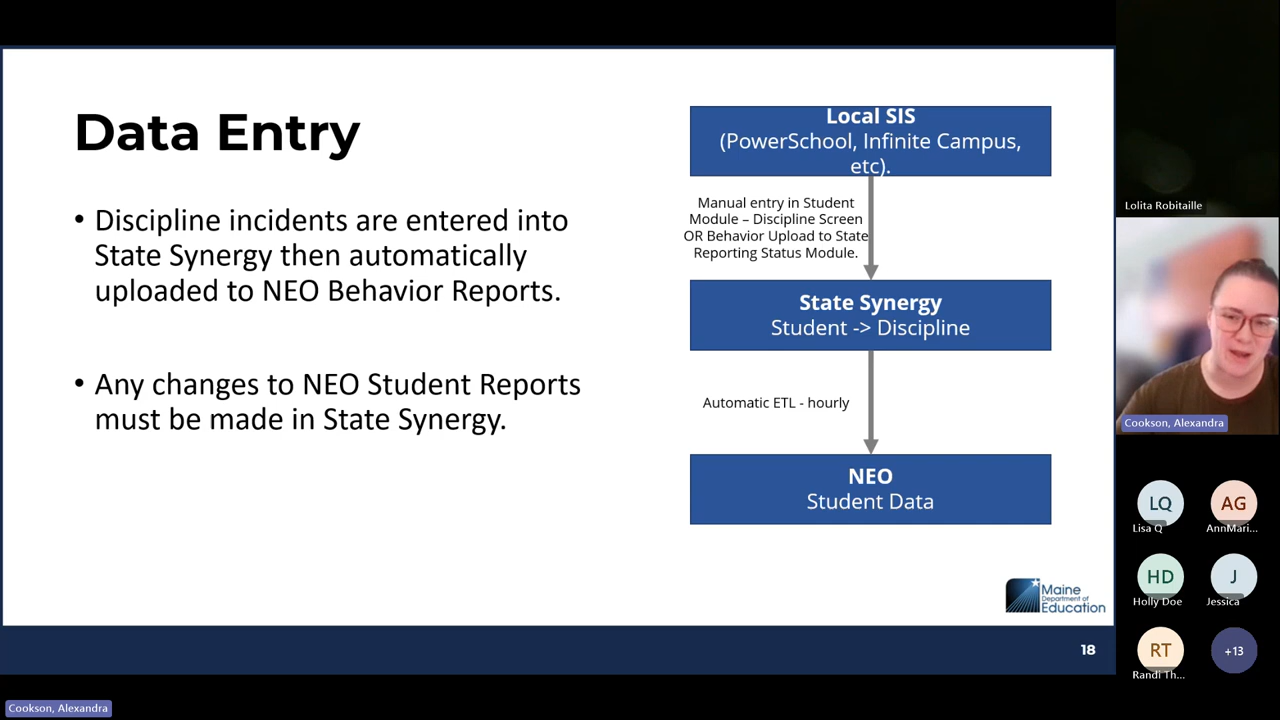 Data Entry
• Discipline incidents are entered into
State Synergy then automatically
uploaded to NEO Behavior Reports.
• Any changes to NEO Student Reports
must be made in State Synergy.
Local SIS
(PowerSchool, Infinite Campus,
etc).
Manual entry in Student
Module – Discipline Screen
OR Behavior Upload to State
Reporting Status Module.
State Synergy
Student -> Discipline
Automatic ETL - hourly
NEO
Student Data
Maine
Department of
Education
18
Lolita Robitaille
Cookson, Alexandra
LQ
Lisa Q
AG
AnnMari...
HD
Holly Doe
J
Jessica
RT
Randi Th...
+13
Cookson, Alexandra